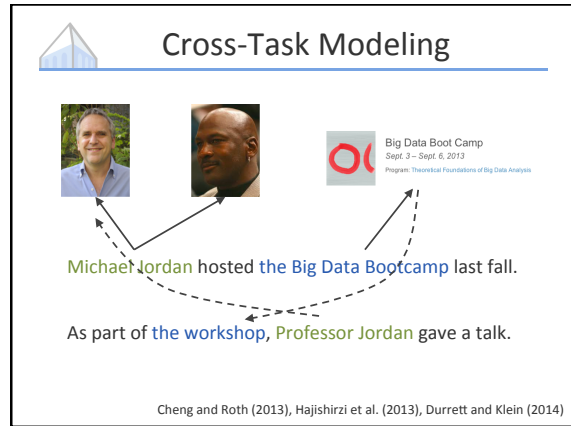 Cross-Task Modeling
Big Data Boot Camp
Sept. 3 – Sept. 6, 2013
Program: Theoretical Foundations of Big Data Analysis
Michael Jordan hosted the Big Data Bootcamp last fall.
As part of the workshop, Professor Jordan gave a talk.
Cheng and Roth (2013), Hajishirzi et al. (2013), Durrett and Klein (2014)